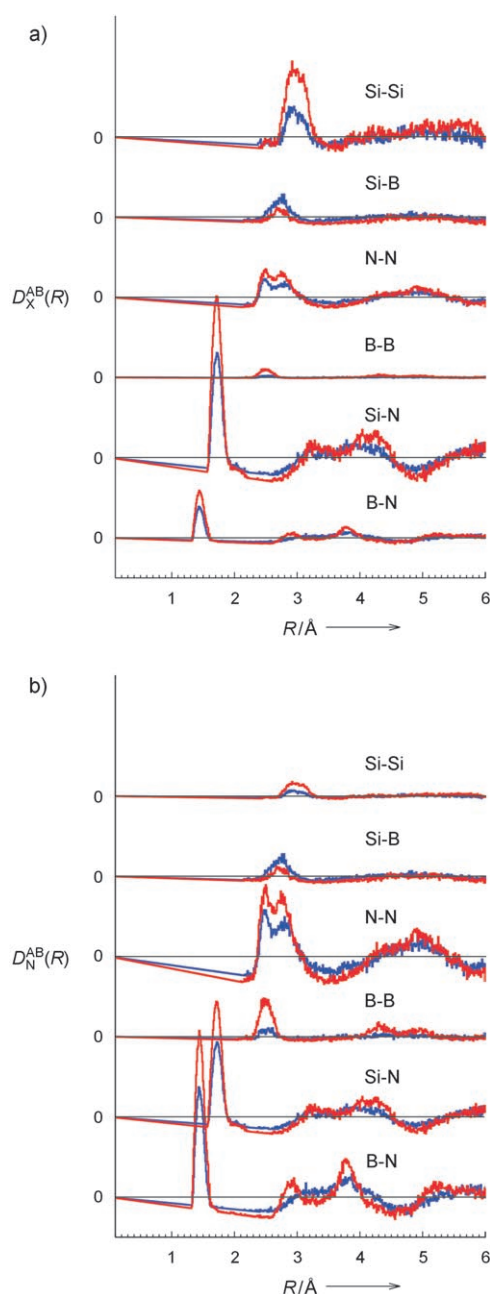 a)
Si-Si
0
Si-B
0
N-N
D_X^AB(R)
0
B-B
0
Si-N
0
B-N
0
1 2 3 4 5 6
R/Å
b)
Si-Si
0
Si-B
0
N-N
D_N^AB(R)
0
B-B
0
Si-N
0
B-N
0
1 2 3 4 5 6
R/Å